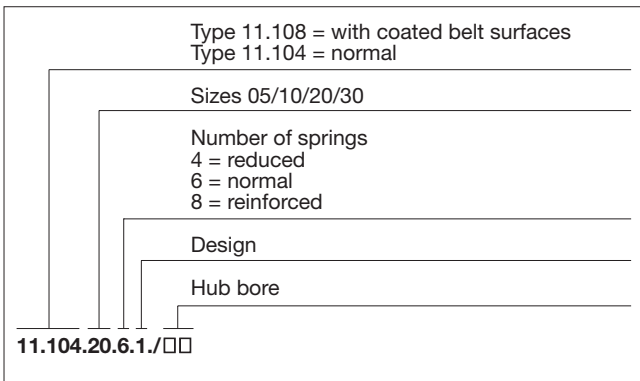 Type 11.108 = with coated belt surfaces
Type 11.104 = normal
Sizes 05/10/20/30
Number of springs
4 = reduced
6 = normal
8 = reinforced
Design
Hub bore
11.104.20.6.1./□□